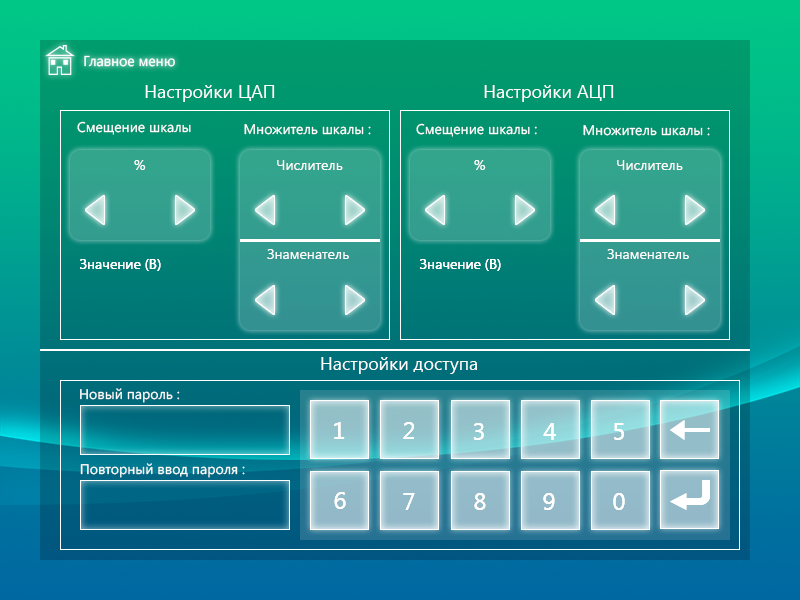 Главное меню
Настройки ЦАП
Настройки АЦП
Смещение шкалы
Множитель шкалы :
Смещение шкалы :
Множитель шкалы :
%
Числитель
%
Числитель
Значение (В)
Знаменатель
Значение (В)
Знаменатель
Настройки доступа
Новый пароль :
1 2 3 4 5
Повторный ввод пароля :
6 7 8 9 0